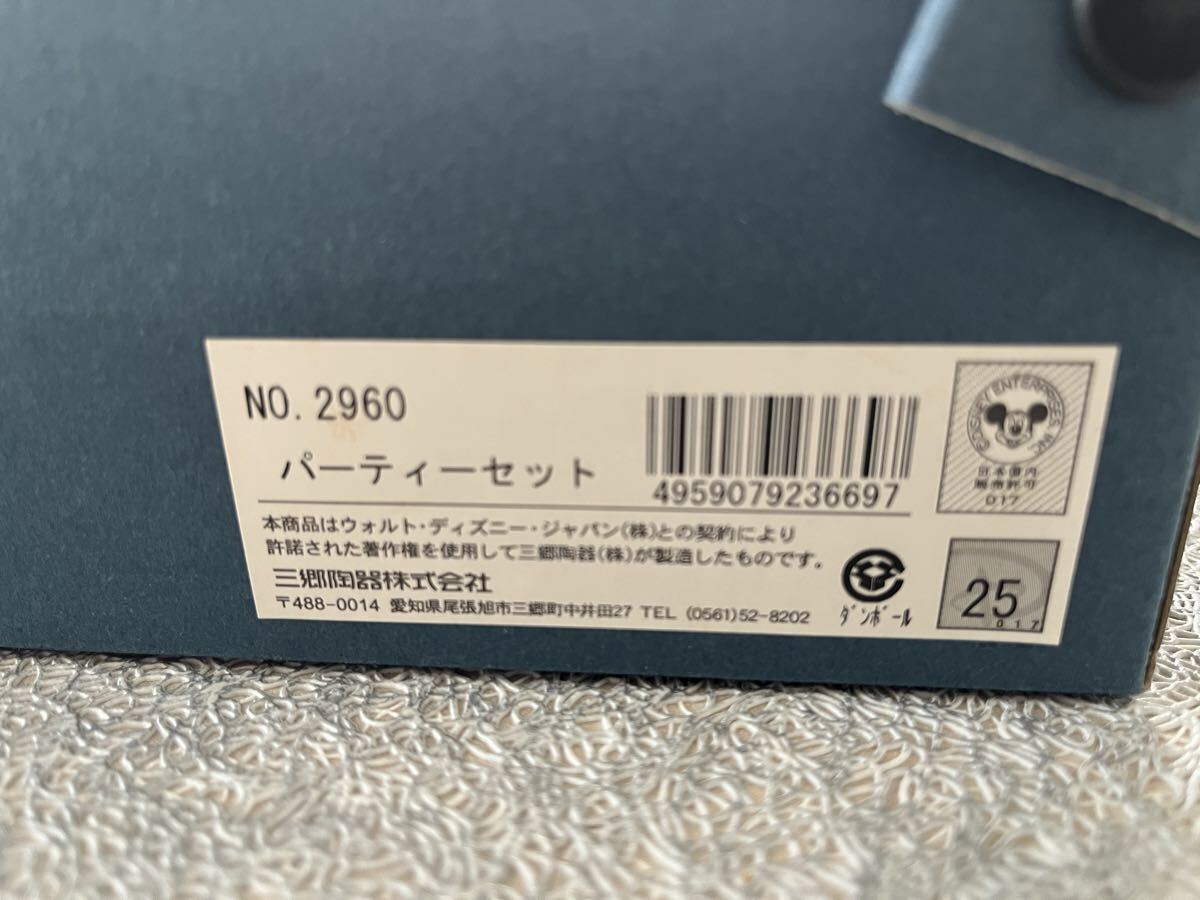 NO. 2960
パーティーセット
4959079236697
©DISNEY ENTERPRISES, INC.
日本国内
販売許可
017
本商品はウォルト・ディズニー・ジャパン(株)との契約により
許諾された著作権を使用して三郷陶器(株)が製造したものです。
三郷陶器株式会社
〒488-0014 愛知県尾張旭市三郷町中井田27 TEL (0561)52-8202
ダンボール
25
017